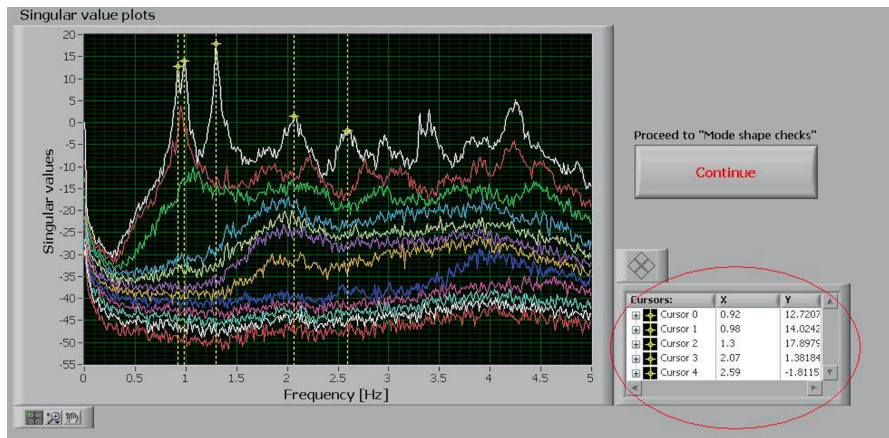 Singular value plots
Singular values
20
15
10
5
0
-5
-10
-15
-20
-25
-30
-35
-40
-45
-50
-55
0 0.5 1 1.5 2 2.5 3 3.5 4 4.5 5
Frequency [Hz]
Proceed to "Mode shape checks"
Continue
Cursors: X Y
Cursor 0 0.92 12.7207
Cursor 1 0.98 14.0242
Cursor 2 1.3 17.8979
Cursor 3 2.07 1.38184
Cursor 4 2.59 -1.8115